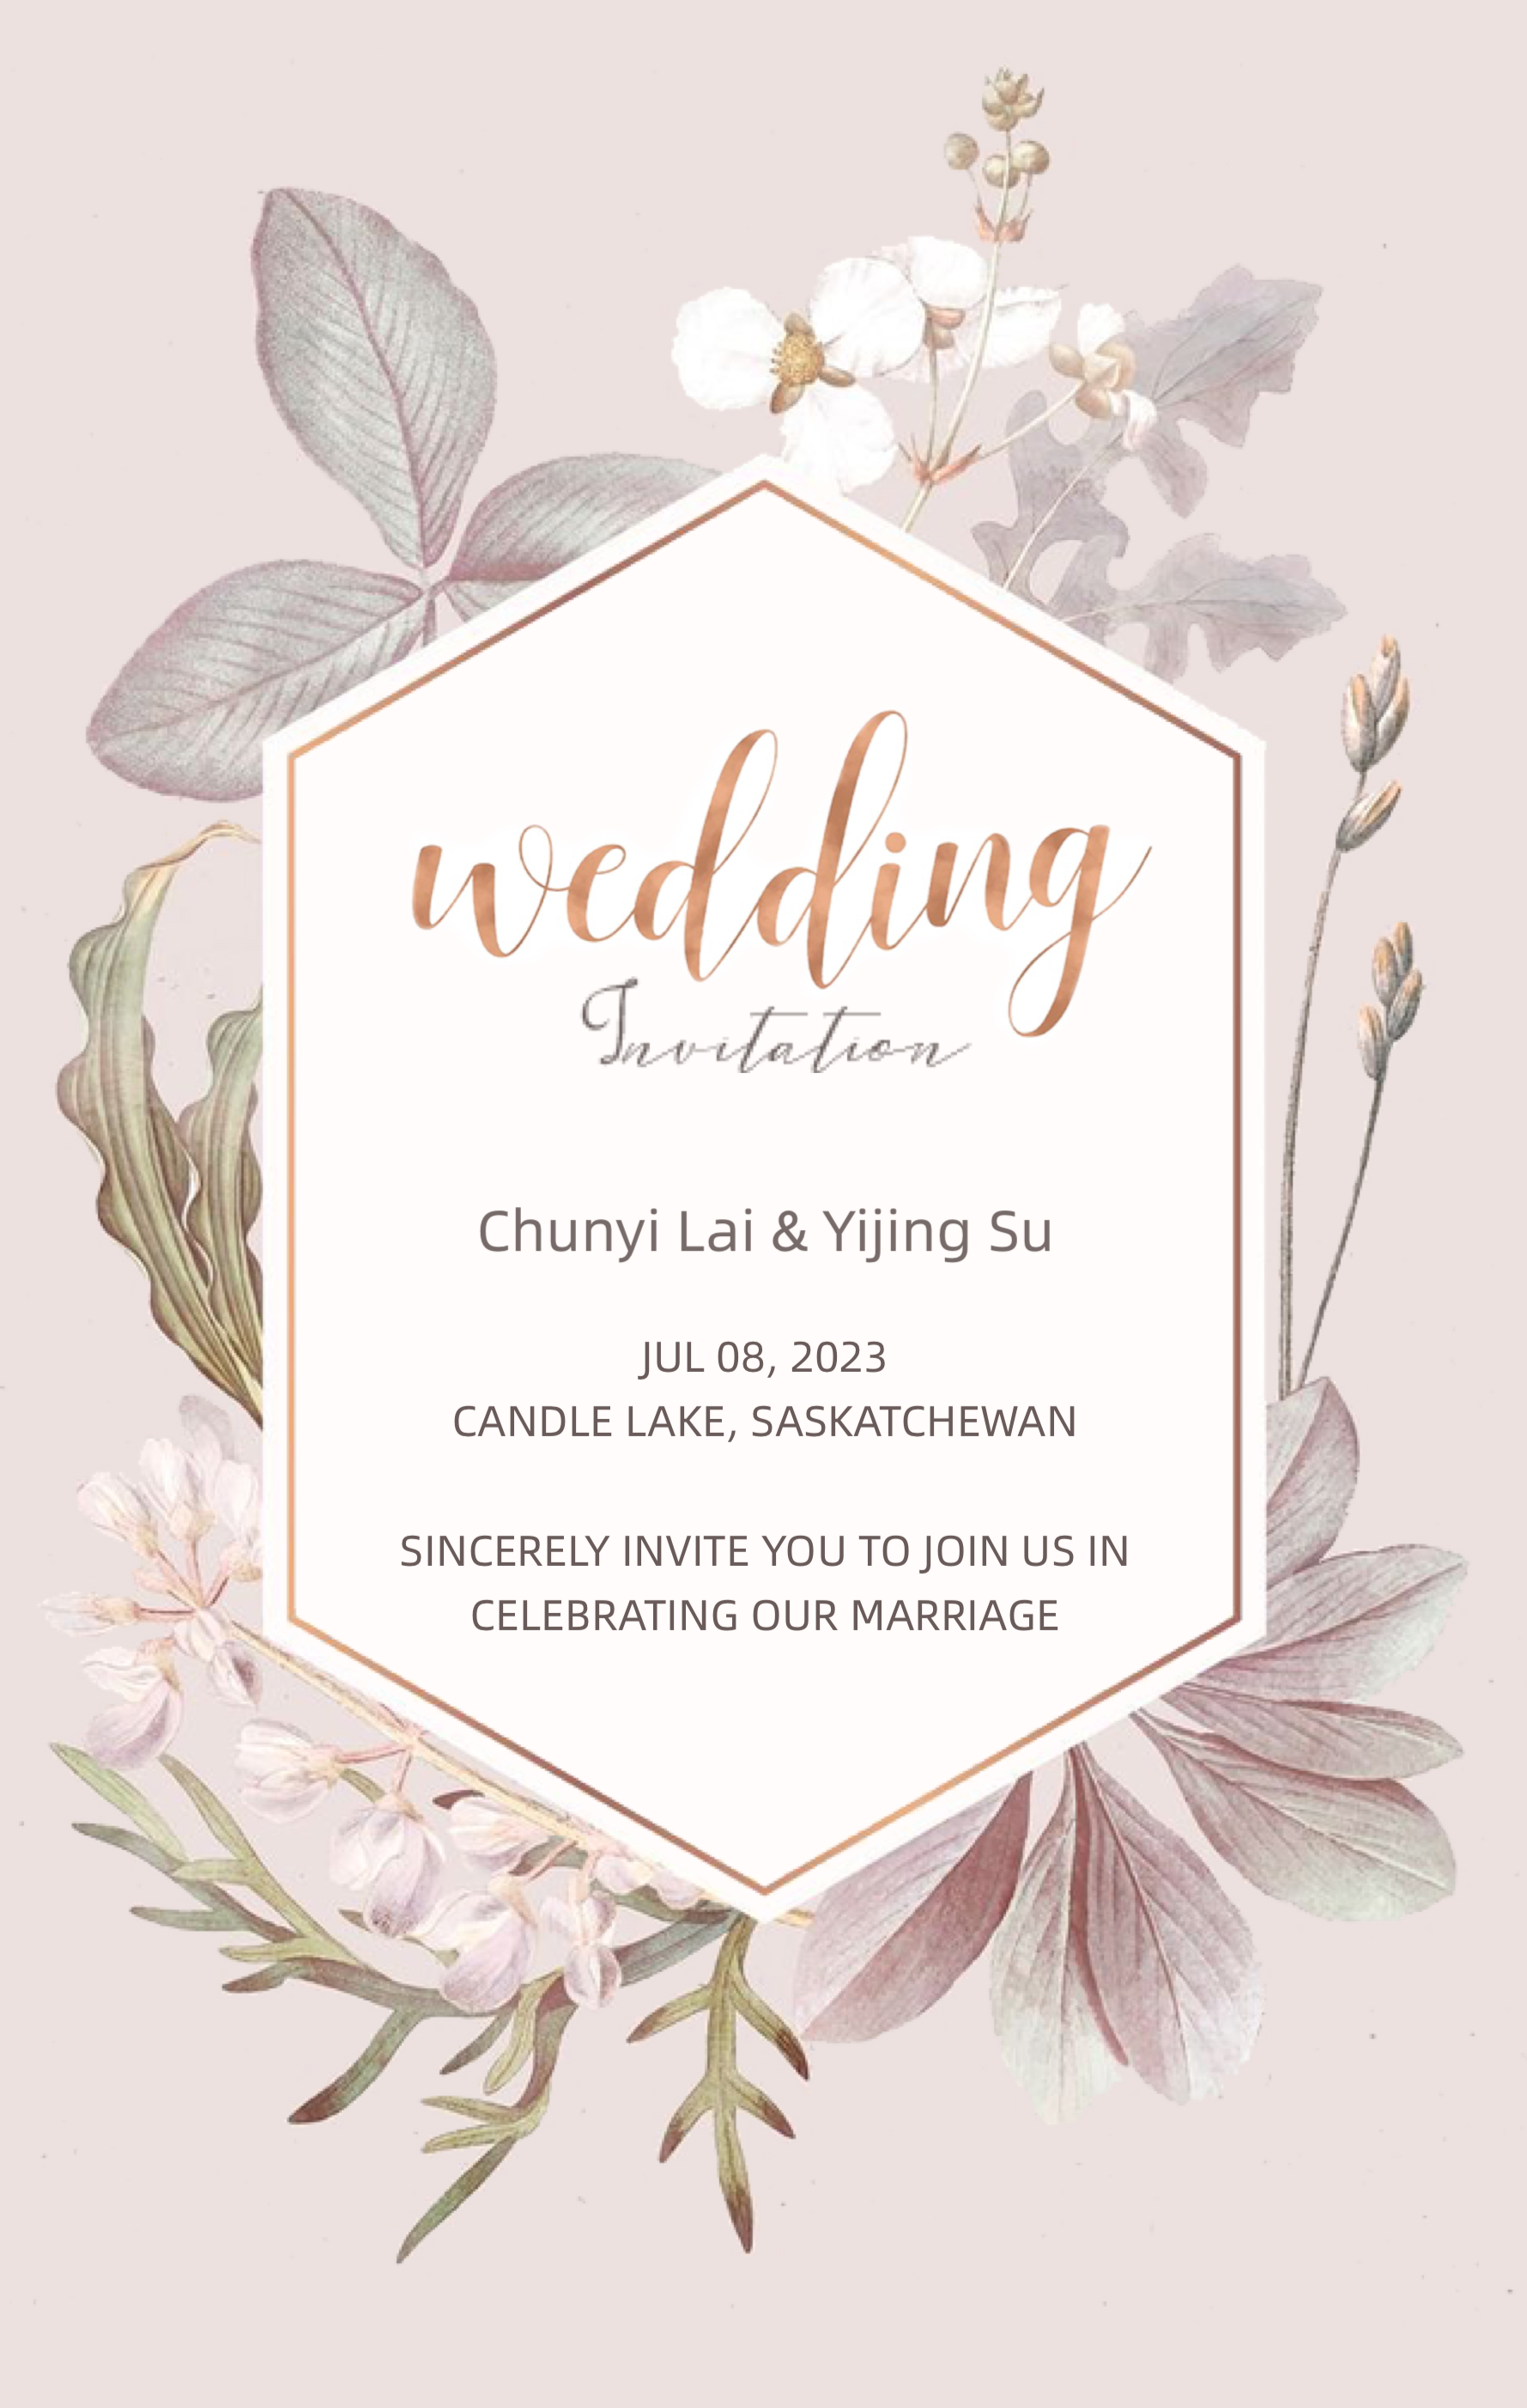 wedding
Invitation
Chunyi Lai & Yijing Su
JUL 08, 2023
CANDLE LAKE, SASKATCHEWAN
SINCERELY INVITE YOU TO JOIN US IN
CELEBRATING OUR MARRIAGE